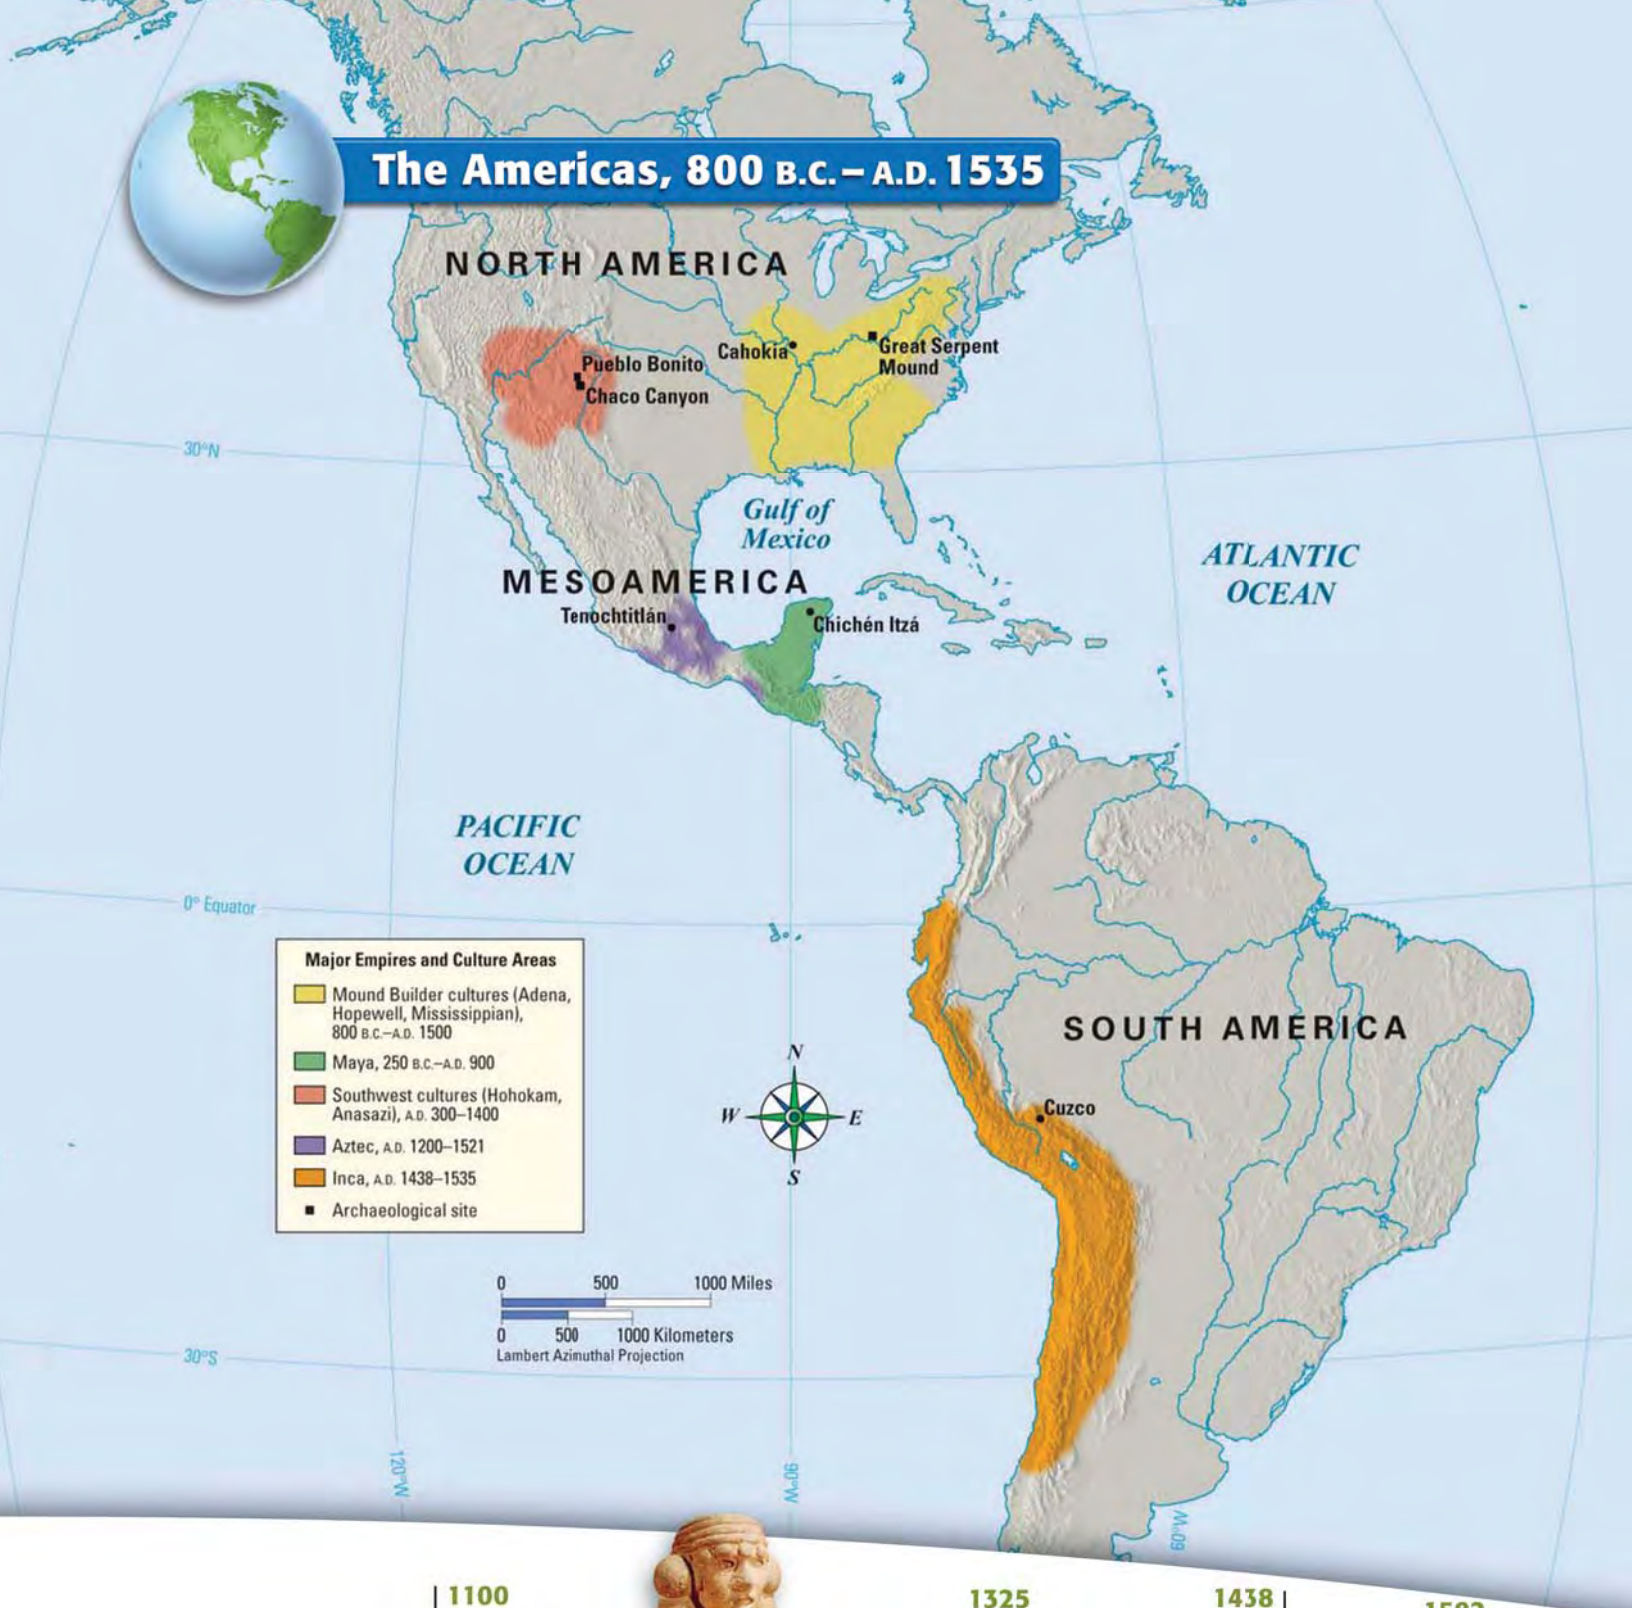 The Americas, 800 B.C.–A.D. 1535
NORTH AMERICA
Cahokia
Great Serpent
Mound
Pueblo Bonito
Chaco Canyon
30°N
Gulf of
Mexico
ATLANTIC
OCEAN
MESOAMERICA
Tenochtitlán
Chichén Itzá
PACIFIC
OCEAN
0° Equator
Major Empires and Culture Areas
Mound Builder cultures (Adena,
Hopewell, Mississippian),
800 B.C.–A.D. 1500
Maya, 250 B.C.–A.D. 900
Southwest cultures (Hohokam,
Anasazi), A.D. 300–1400
Aztec, A.D. 1200–1521
Inca, A.D. 1438–1535
Archaeological site
SOUTH AMERICA
N
W
E
S
Cuzco
0 500 1000 Miles
0 500 1000 Kilometers
Lambert Azimuthal Projection
30°S
120°W
90°W
60°W
1100
1325
1438